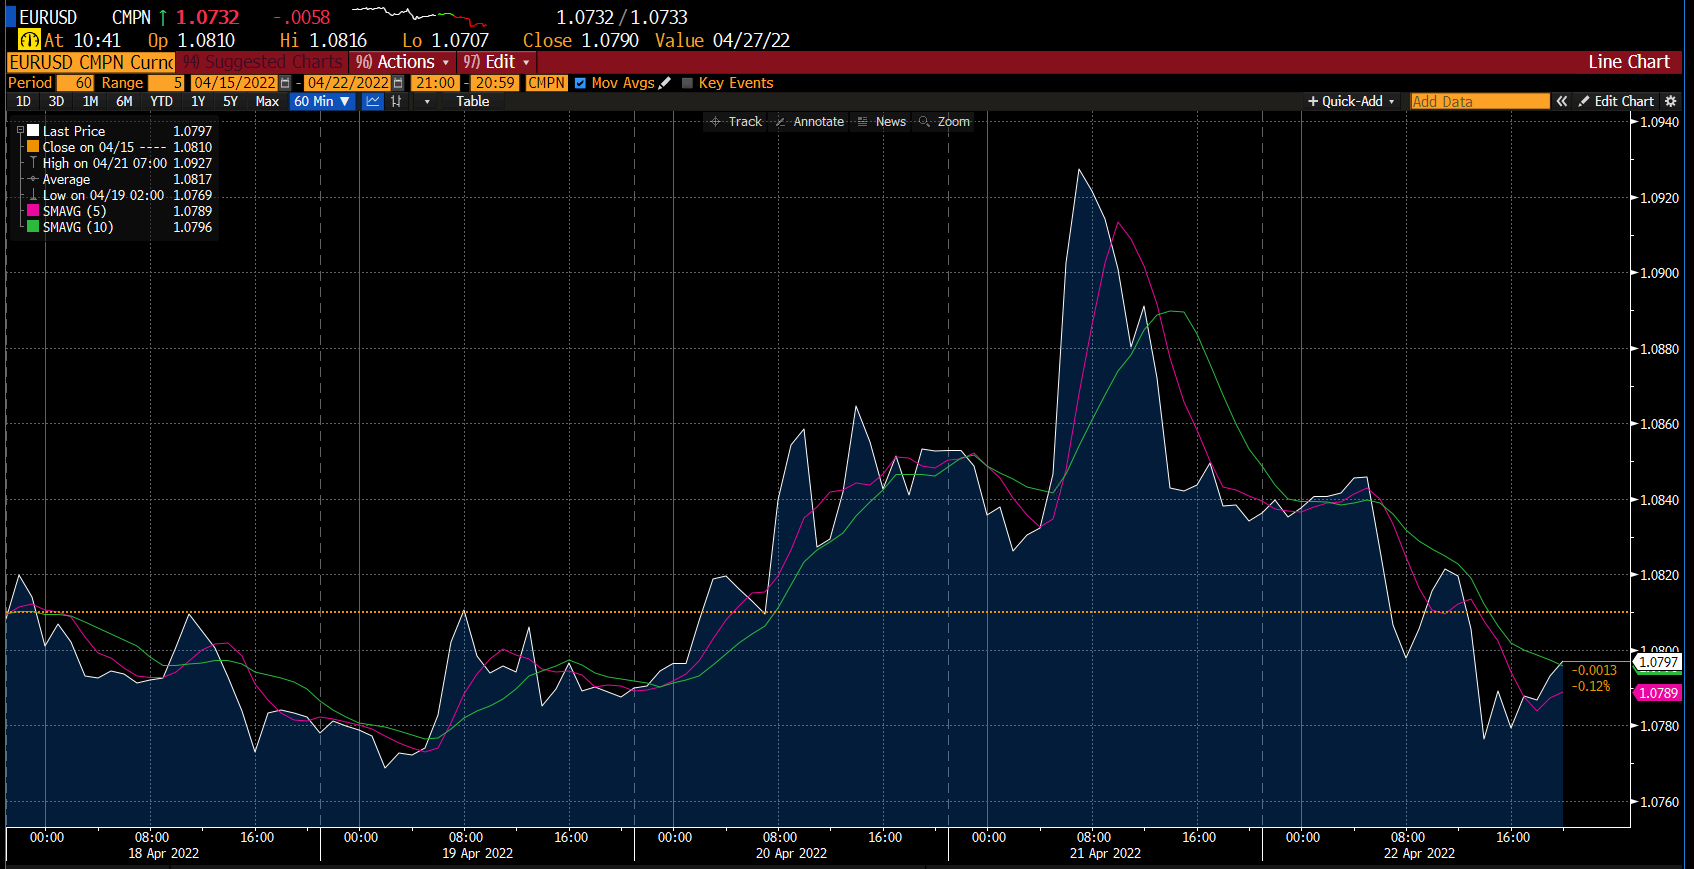 EURUSD CMPN ↑ 1.0732 -.0058 1.0732 / 1.0733
At 10:41 Op 1.0810 Hi 1.0816 Lo 1.0707 Close 1.0790 Value 04/27/22
EURUSD CMPN Curnc 94) Suggested Charts 96) Actions 97) Edit Line Chart
Period 60 Range 5 04/15/2022 - 04/22/2022 21:00 - 20:59 CMPN Mov Avgs Key Events
1D 3D 1M 6M YTD 1Y 5Y Max 60 Min ▼ Table + Quick-Add Add Data « Edit Chart
Track Annotate News Zoom
Last Price 1.0797
Close on 04/15 ---- 1.0810
High on 04/21 07:00 1.0927
Average 1.0817
Low on 04/19 02:00 1.0769
SMAVG (5) 1.0789
SMAVG (10) 1.0796
1.0940
1.0920
1.0900
1.0880
1.0860
1.0840
1.0820
1.0800
1.0797
-0.0013
-0.12%
1.0789
1.0780
1.0760
00:00 08:00 16:00 00:00 08:00 16:00 00:00 08:00 16:00 00:00 08:00 16:00 00:00 08:00 16:00
18 Apr 2022 19 Apr 2022 20 Apr 2022 21 Apr 2022 22 Apr 2022